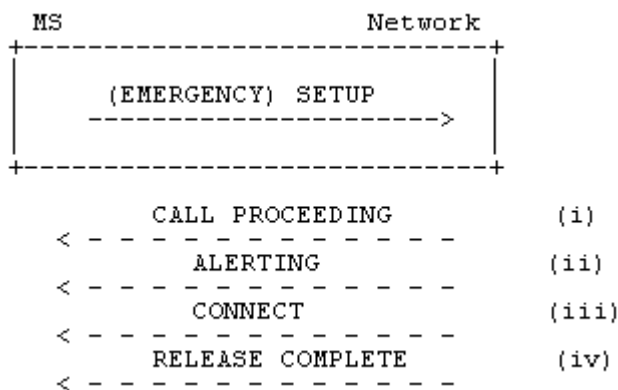 MS Network
(EMERGENCY) SETUP
CALL PROCEEDING (i)
ALERTING (ii)
CONNECT (iii)
RELEASE COMPLETE (iv)